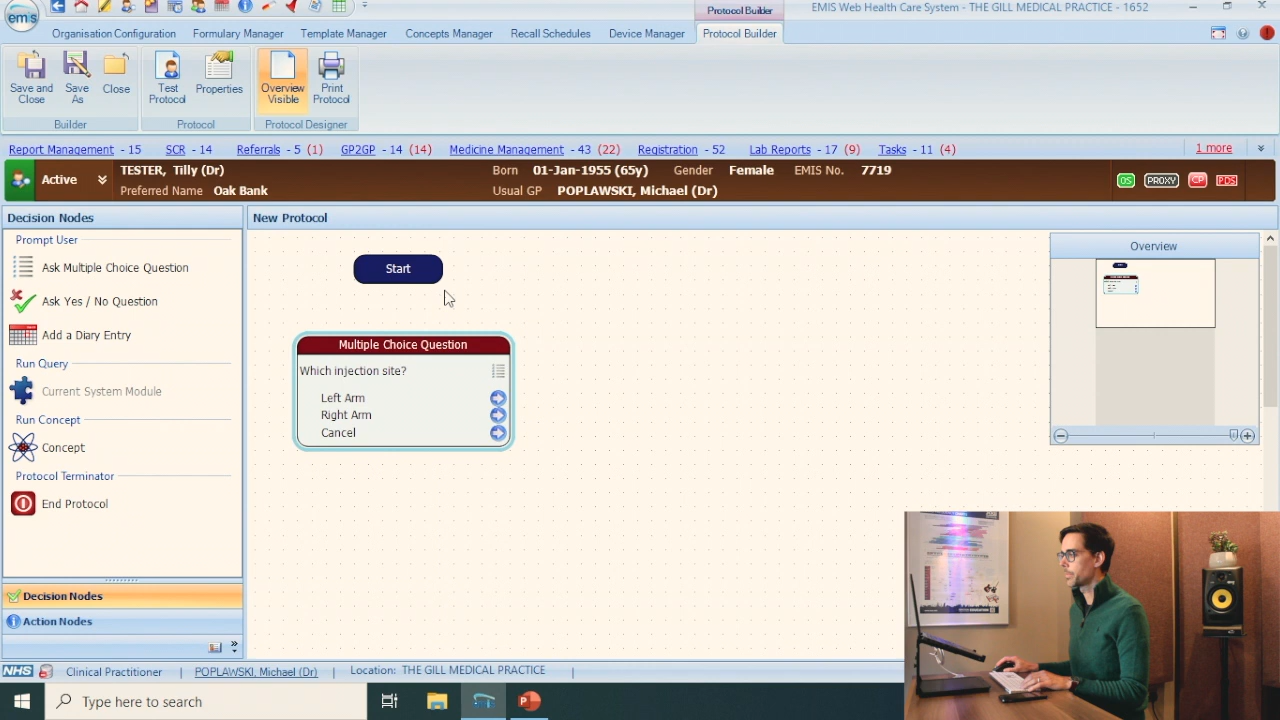 Protocol Builder
EMIS Web Health Care System - THE GILL MEDICAL PRACTICE - 1652
emis
Organisation Configuration
Formulary Manager
Template Manager
Concepts Manager
Recall Schedules
Device Manager
Protocol Builder
Save and Close
Save As
Close
Test Protocol
Properties
Overview Visible
Print Protocol
Builder
Protocol
Protocol Designer
Report Management - 15
SCR - 14
Referrals - 5 (1)
GP2GP - 14 (14)
Medicine Management - 43 (22)
Registration - 52
Lab Reports - 17 (9)
Tasks - 11 (4)
1 more
Active
TESTER, Tilly (Dr)
Born 01-Jan-1955 (65y)
Gender Female
EMIS No. 7719
Preferred Name Oak Bank
Usual GP POPLAWSKI, Michael (Dr)
OS
PROXY
CP
PDS
Decision Nodes
New Protocol
Prompt User
Ask Multiple Choice Question
Ask Yes / No Question
Add a Diary Entry
Run Query
Current System Module
Run Concept
Concept
Protocol Terminator
End Protocol
Decision Nodes
Action Nodes
Start
Multiple Choice Question
Which injection site?
Left Arm
Right Arm
Cancel
Overview
NHS
Clinical Practitioner
POPLAWSKI, Michael (Dr)
Location: THE GILL MEDICAL PRACTICE
Type here to search